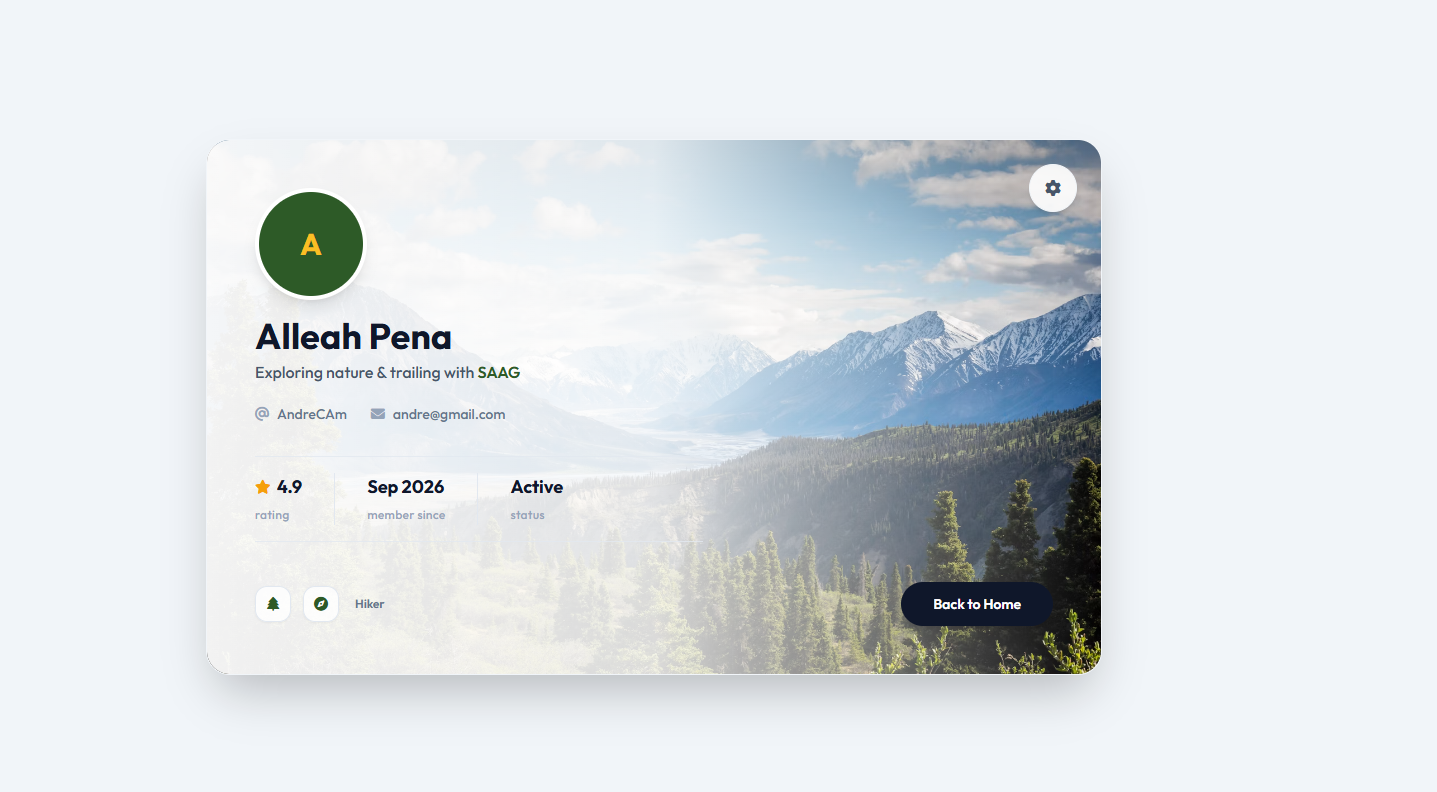 A
Alleah Pena
Exploring nature & trailing with SAAG
AndreCAm andre@gmail.com
4.9 Sep 2026 Active
rating member since status
Hiker Back to Home